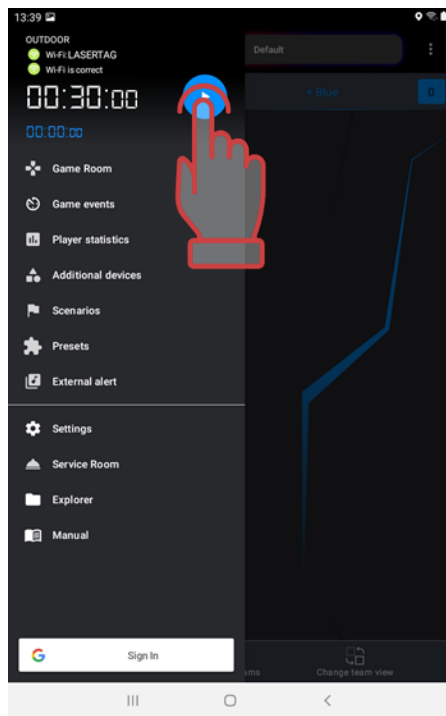 13:39
OUTDOOR
Wi-Fi:LASERTAG
Wi-Fi is correct
Default
00:30:00
+ Blue
0
00:00:00
Game Room
Game events
Player statistics
Additional devices
Scenarios
Presets
External alert
Settings
Service Room
Explorer
Manual
G
Sign In
ms
Change team view